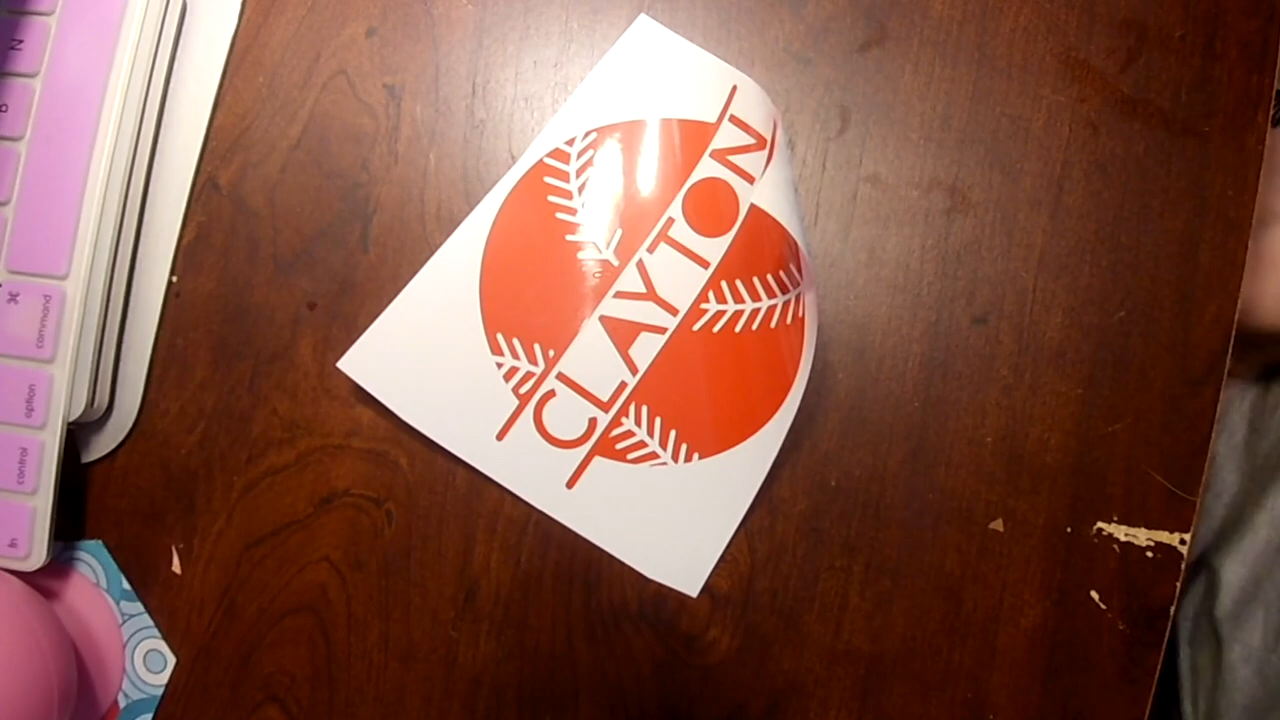 CLAYTON
N
B
⌘
command
option
control
fn